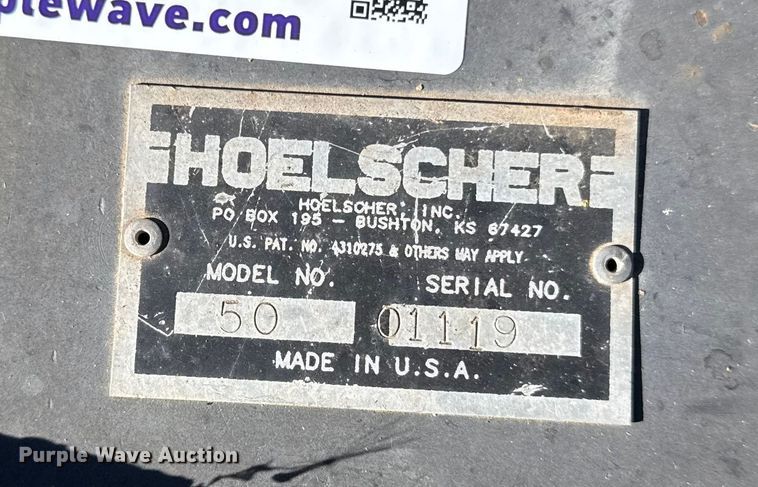 plewave.com
HOELSCHER
HOELSCHER, INC.
PO BOX 195 - BUSHTON, KS 67427
U.S. PAT. NO. 4310275 & OTHERS MAY APPLY
MODEL NO. SERIAL NO.
50 01119
MADE IN U.S.A.
Purple Wave Auction